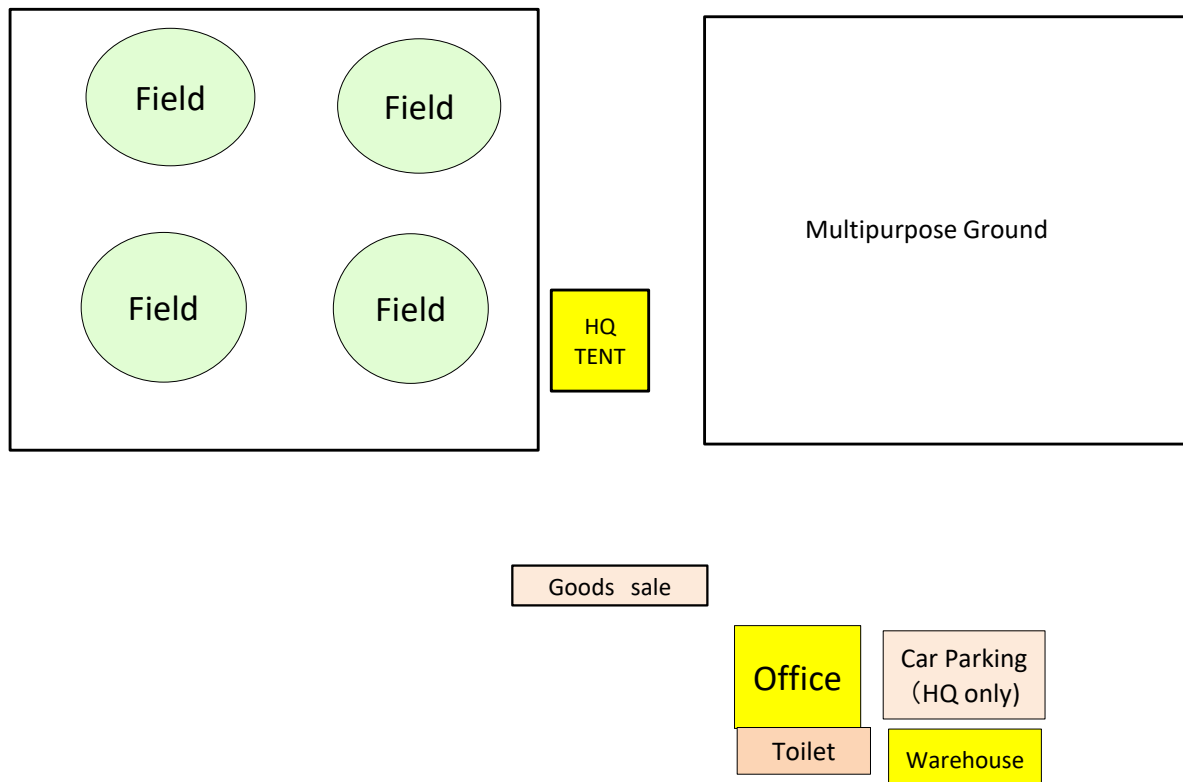 Field
Field
Multipurpose Ground
Field
Field
HQ
TENT
Goods sale
Office
Car Parking
（HQ only)
Toilet
Warehouse